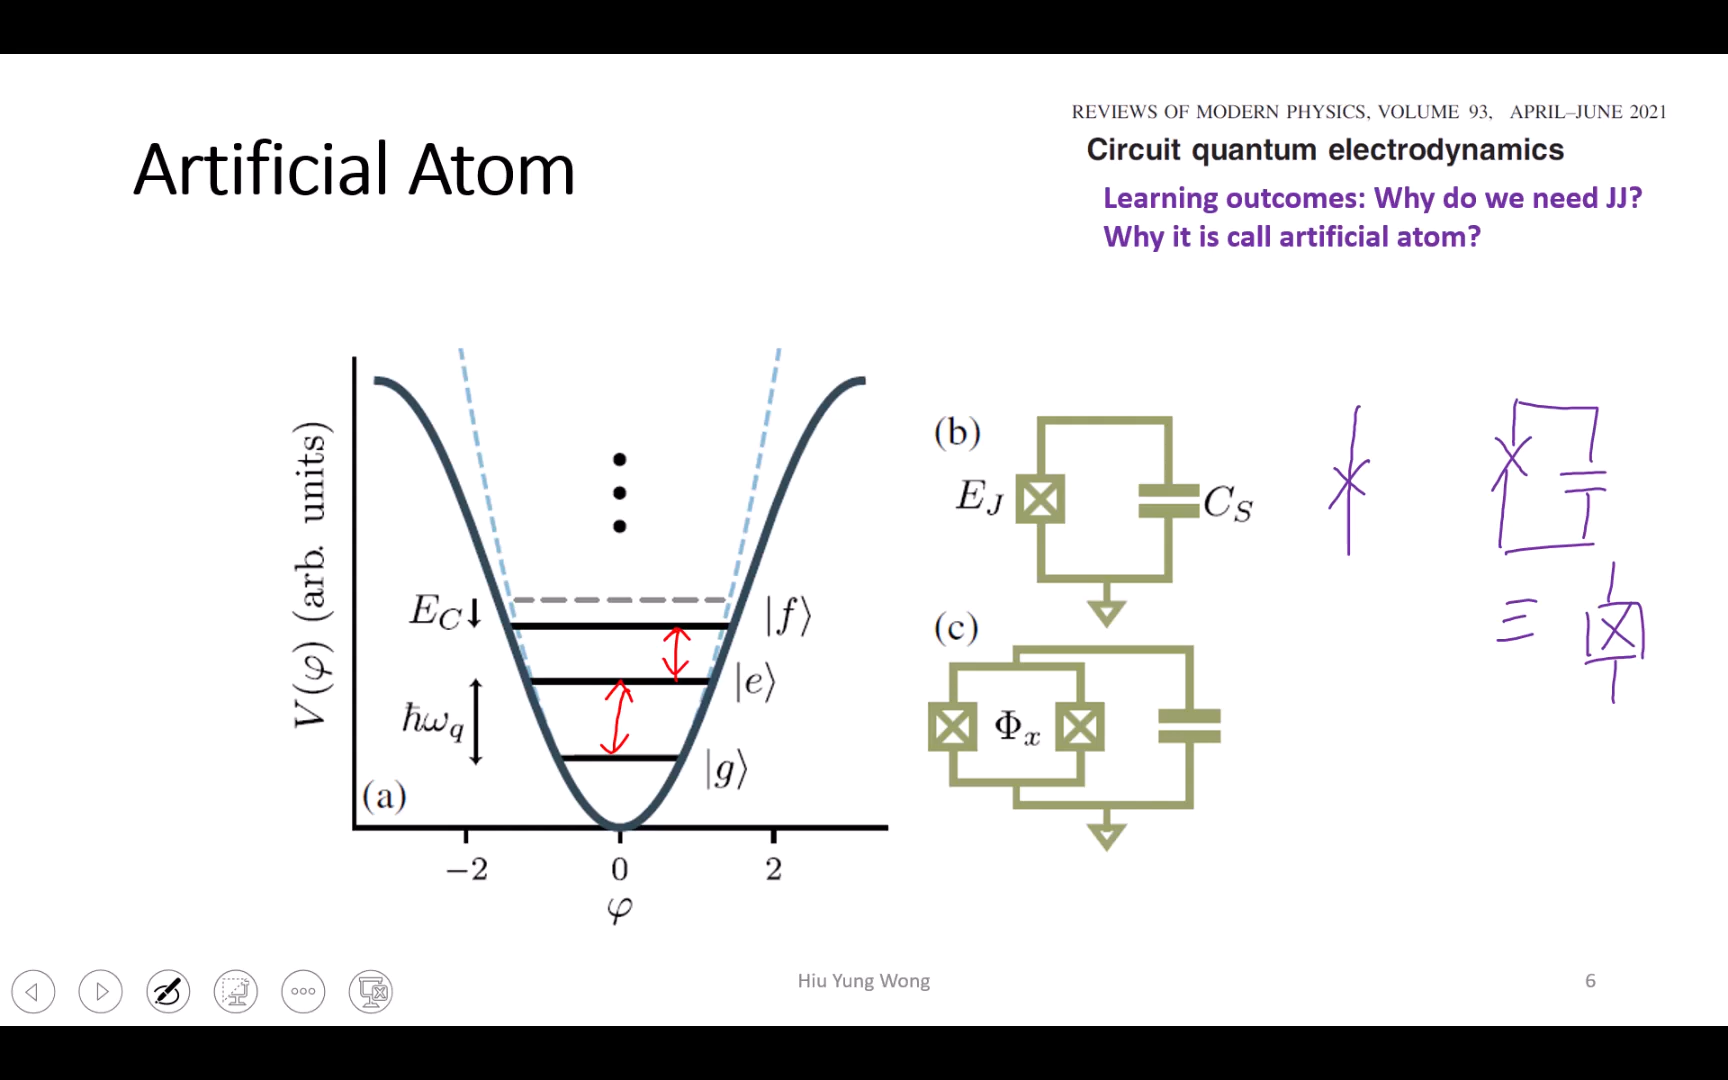 REVIEWS OF MODERN PHYSICS, VOLUME 93, APRIL–JUNE 2021
Circuit quantum electrodynamics
Artificial Atom
Learning outcomes: Why do we need JJ?
Why it is call artificial atom?
V(φ) (arb. units)
E_C↓
ħω_q
|f⟩
|e⟩
|g⟩
(a)
−2 0 2
φ
(b)
E_J
C_S
(c)
Φ_x
≡
Hiu Yung Wong
6